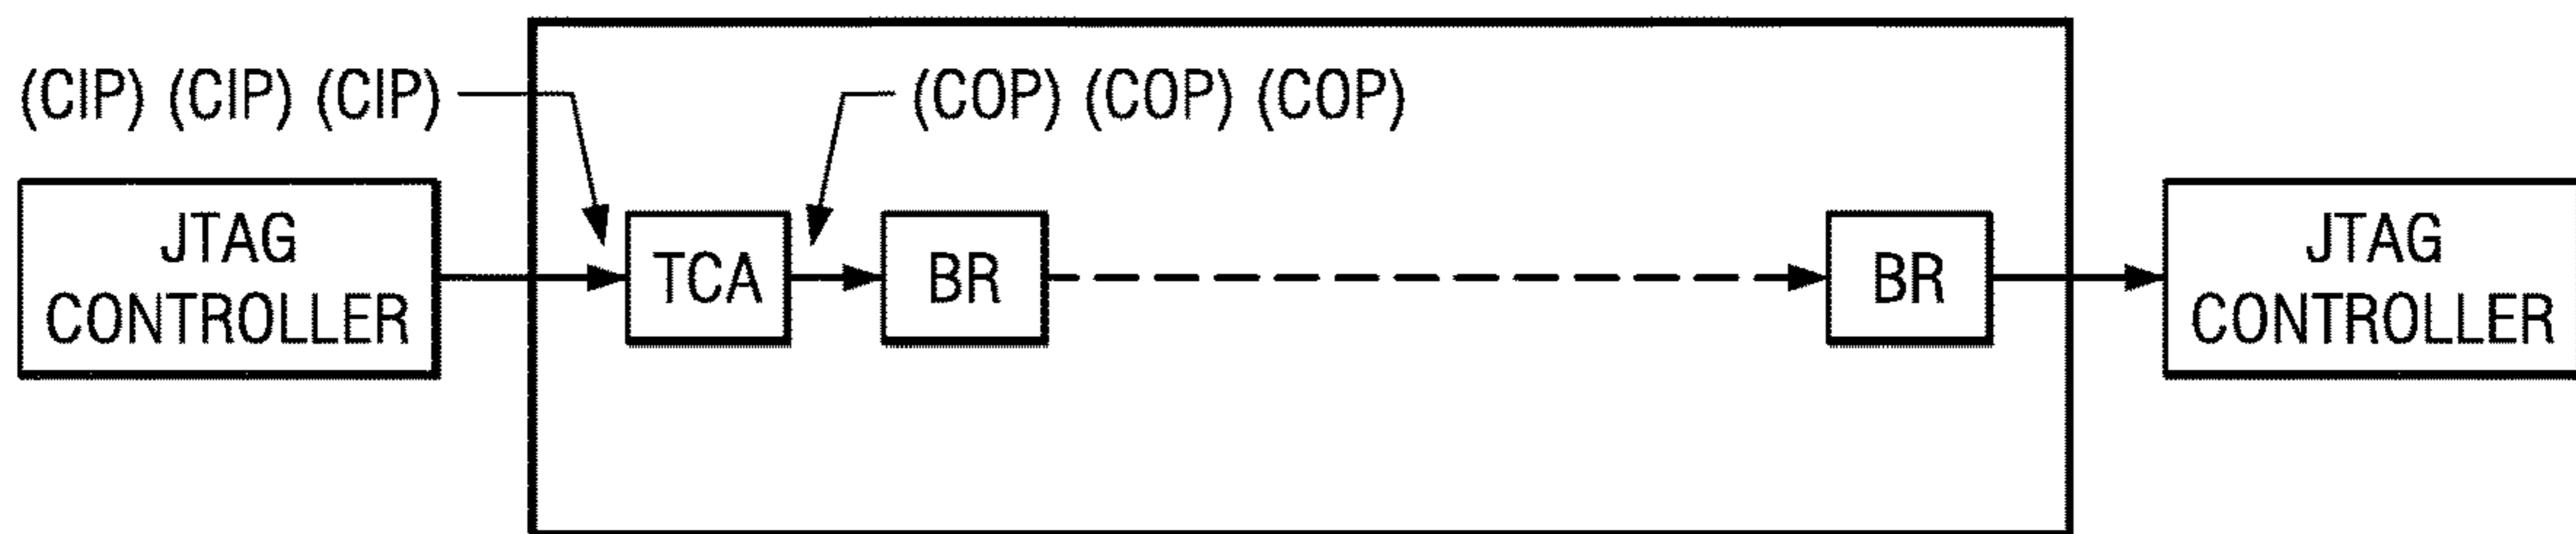 (CIP) (CIP) (CIP)
(COP) (COP) (COP)
JTAG
CONTROLLER
TCA
BR
BR
JTAG
CONTROLLER